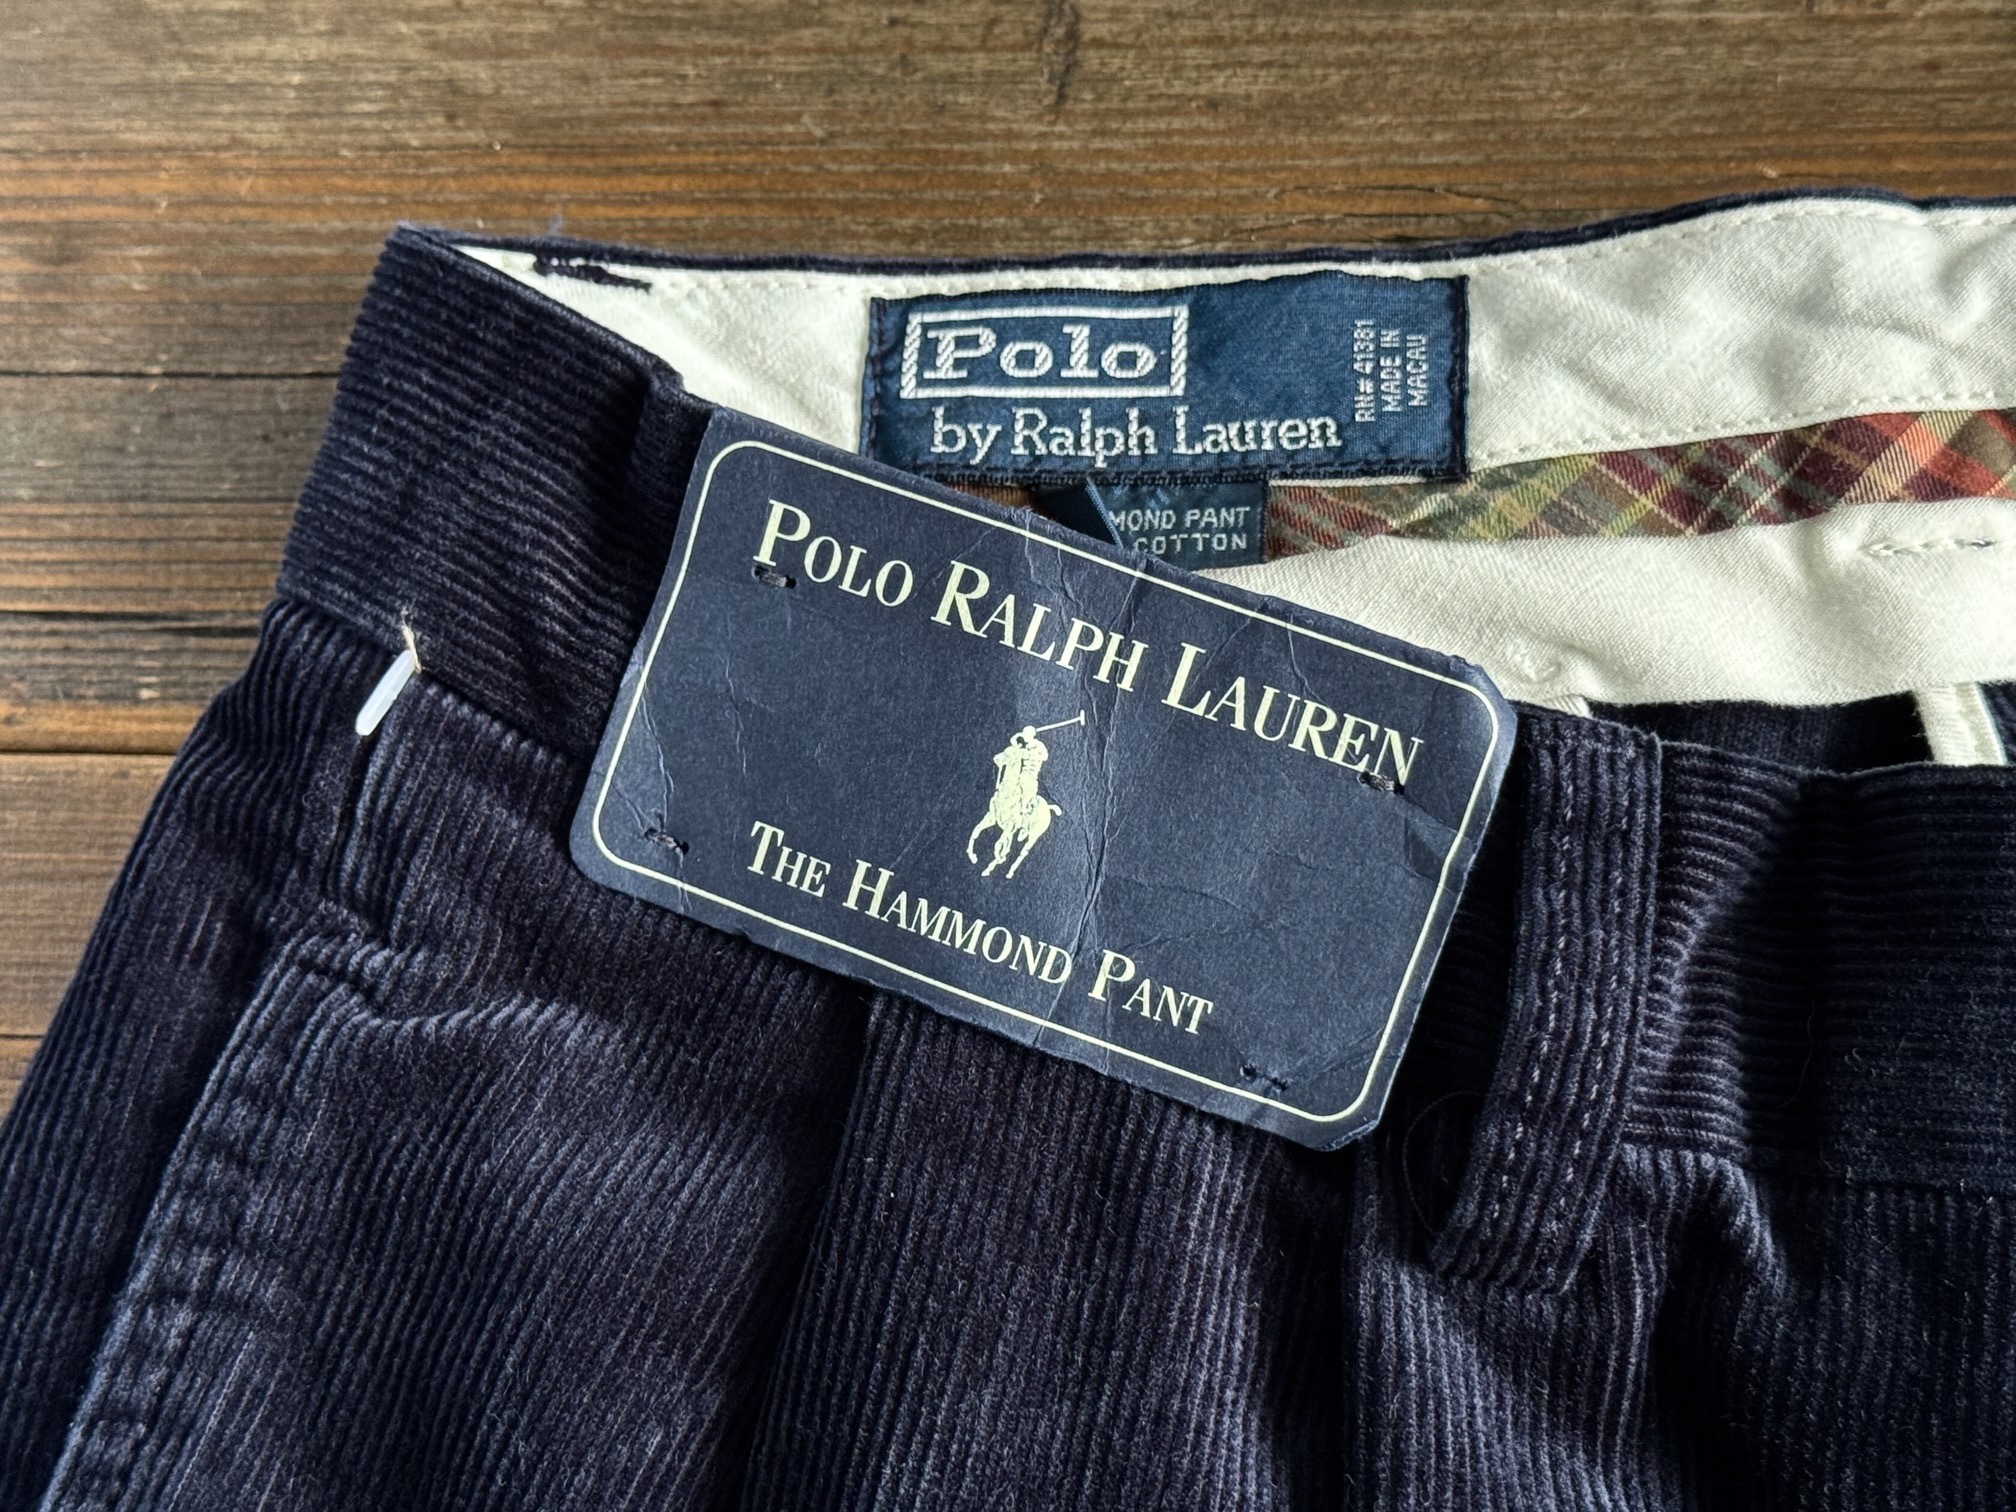 Polo
by Ralph Lauren
RN# 41381
MADE IN
MACAU
MOND PANT
COTTON
POLO RALPH LAUREN
THE HAMMOND PANT